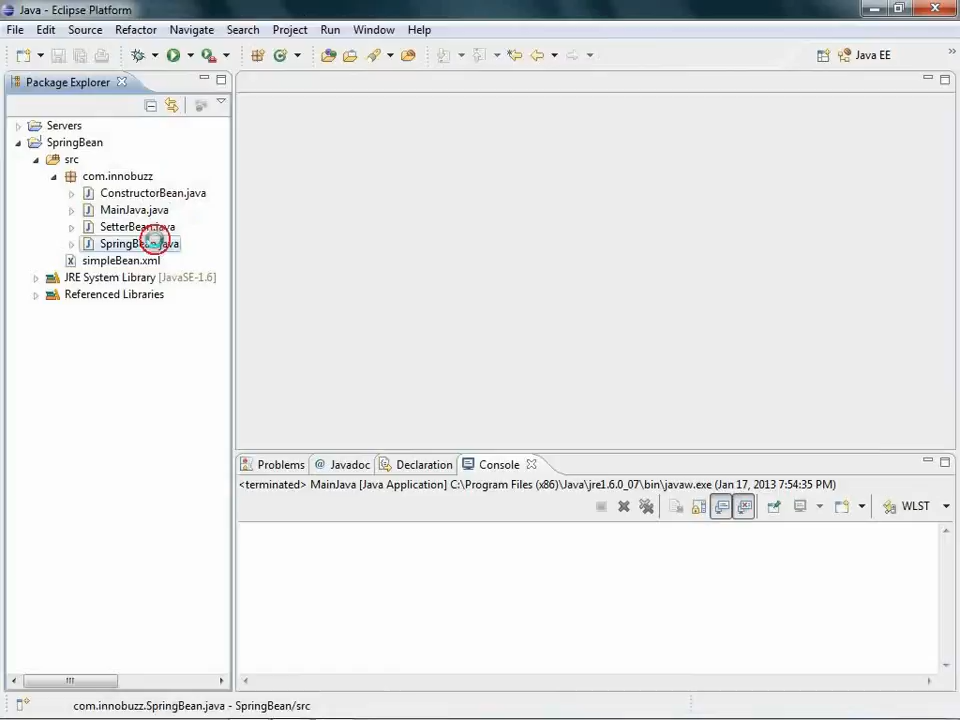 Java - Eclipse Platform
File Edit Source Refactor Navigate Search Project Run Window Help
Java EE
»
Package Explorer
Servers
SpringBean
src
com.innobuzz
ConstructorBean.java
MainJava.java
SetterBean.java
SpringBean.java
simpleBean.xml
JRE System Library [JavaSE-1.6]
Referenced Libraries
Problems @ Javadoc Declaration Console
<terminated> MainJava [Java Application] C:\Program Files (x86)\Java\jre1.6.0_07\bin\javaw.exe (Jan 17, 2013 7:54:35 PM)
WLST
com.innobuzz.SpringBean.java - SpringBean/src